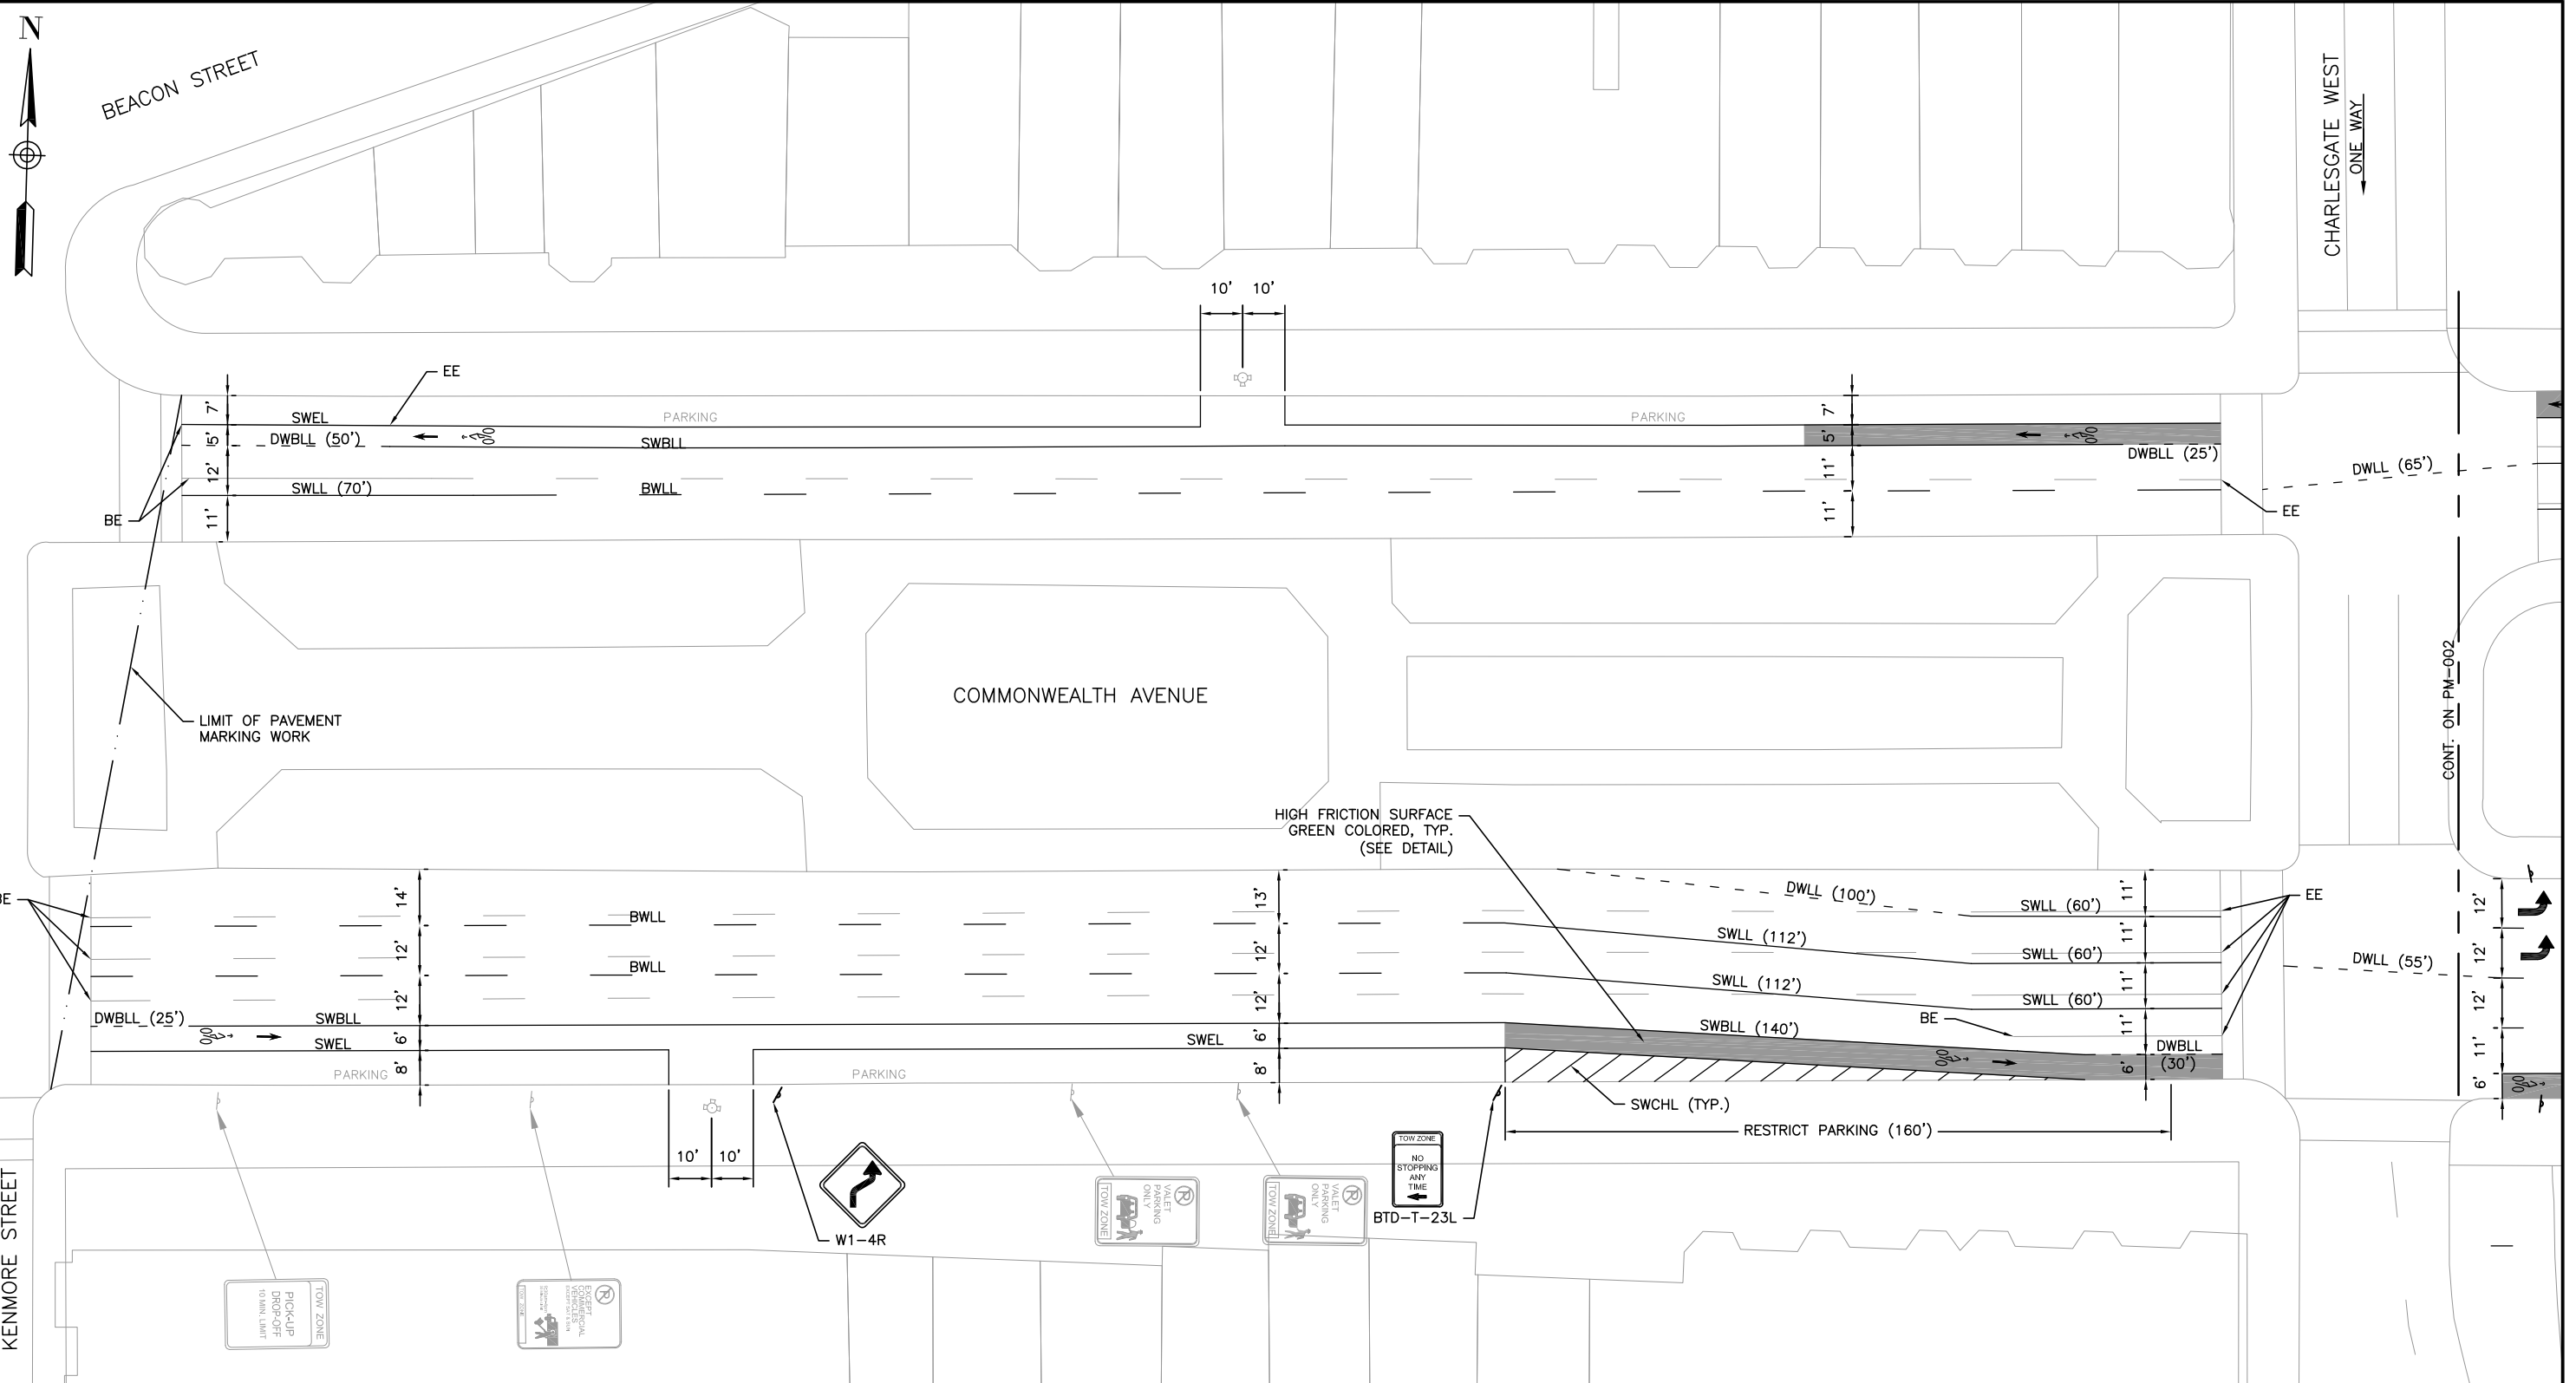 N
BEACON STREET
CHARLESGATE WEST
ONE WAY
10' 10'
EE
7'
SWEL
PARKING
PARKING
7'
5'
DWBLL (50')
SWBLL
5'
DWBLL (25')
12'
SWLL (70')
BWLL
11'
DWLL (65')
BE
11'
11'
EE
COMMONWEALTH AVENUE
LIMIT OF PAVEMENT
MARKING WORK
CONT. ON PM-002
HIGH FRICTION SURFACE
GREEN COLORED, TYP.
(SEE DETAIL)
BE
14'
BWLL
13'
DWLL (100')
11'
SWLL (60')
EE
12'
12'
BWLL
12'
SWLL (112')
11'
SWLL (60')
DWLL (55')
12'
12'
12'
SWLL (112')
11'
SWLL (60')
12'
DWBLL (25')
SWBLL
SWBLL (140')
BE
11'
11'
SWEL
6'
SWEL
6'
DWBLL
(30')
PARKING
8'
PARKING
8'
6'
6'
SWCHL (TYP.)
RESTRICT PARKING (160')
10' 10'
W1-4R
TOW ZONE
NO
STOPPING
ANY
TIME
BTD-T-23L
P
VALET
PARKING
ONLY
TOW ZONE
P
VALET
PARKING
ONLY
TOW ZONE
KENMORE STREET
TOW ZONE
PICK-UP
DROP-OFF
10 MIN. LIMIT
P
EXCEPT
COMMERCIAL
VEHICLES
TOW ZONE